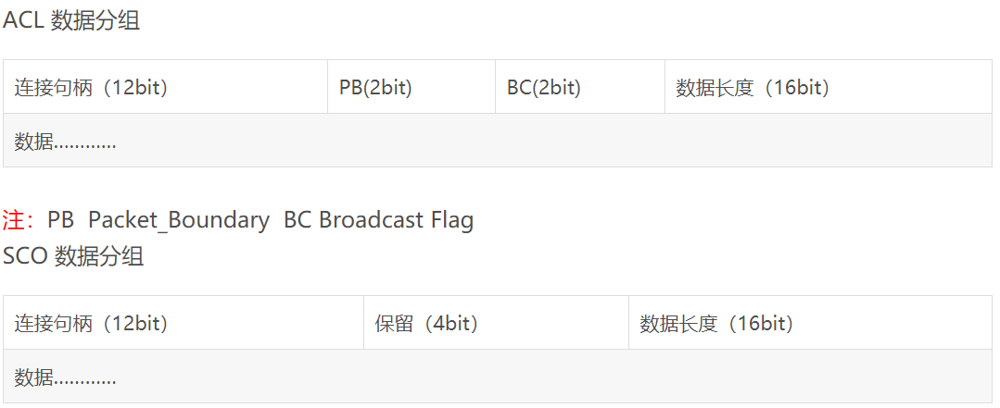 ACL 数据分组
连接句柄（12bit） PB(2bit) BC(2bit) 数据长度（16bit）
数据............
注：PB  Packet_Boundary  BC Broadcast Flag
SCO 数据分组
连接句柄（12bit） 保留（4bit） 数据长度（16bit）
数据............